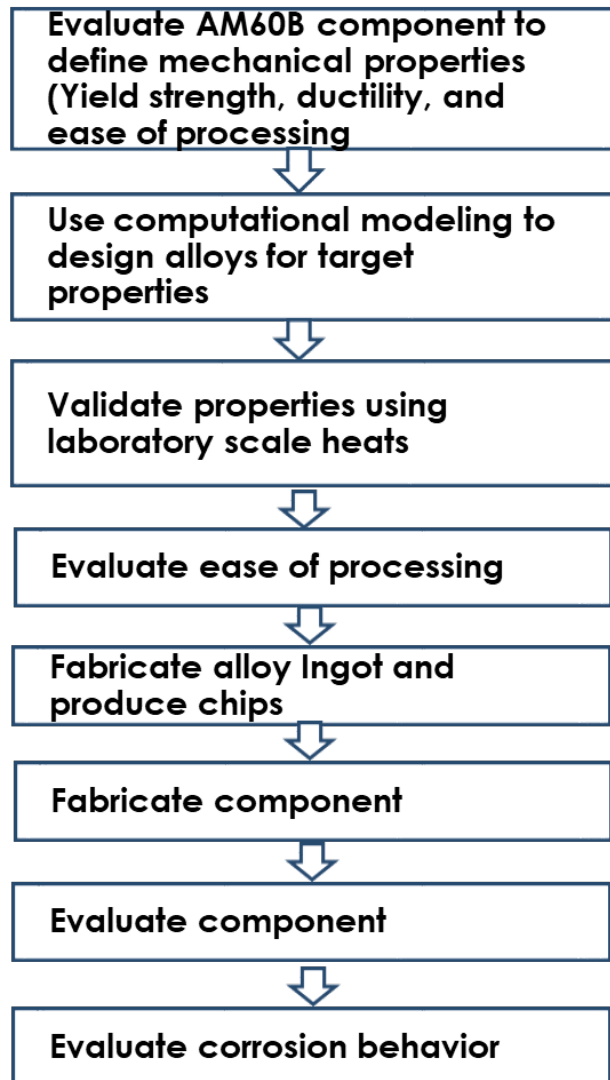 Evaluate AM60B component to
define mechanical properties
(Yield strength, ductility, and
ease of processing
Use computational modeling to
design alloys for target
properties
Validate properties using
laboratory scale heats
Evaluate ease of processing
Fabricate alloy Ingot and
produce chips
Fabricate component
Evaluate component
Evaluate corrosion behavior